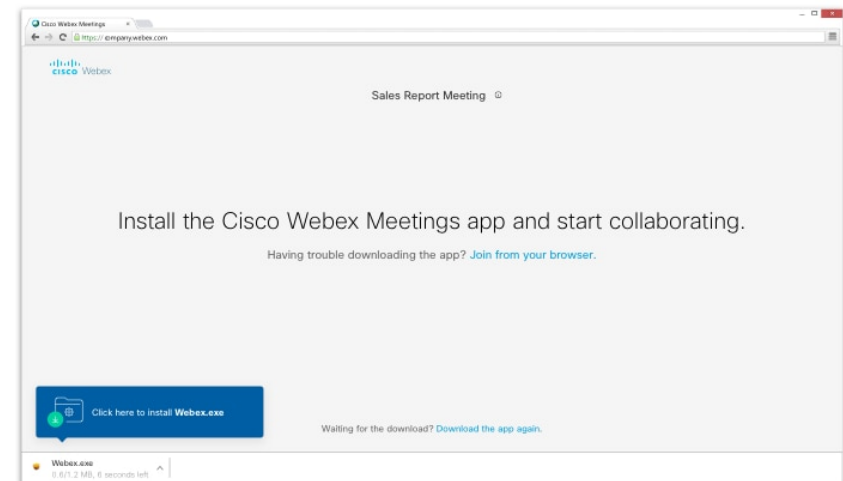 Cisco Webex Meetings ×
https://company.webex.com
cisco Webex
Sales Report Meeting
Install the Cisco Webex Meetings app and start collaborating.
Having trouble downloading the app? Join from your browser.
Click here to install Webex.exe
Waiting for the download? Download the app again.
Webex.exe
0.6/1.2 MB, 6 seconds left